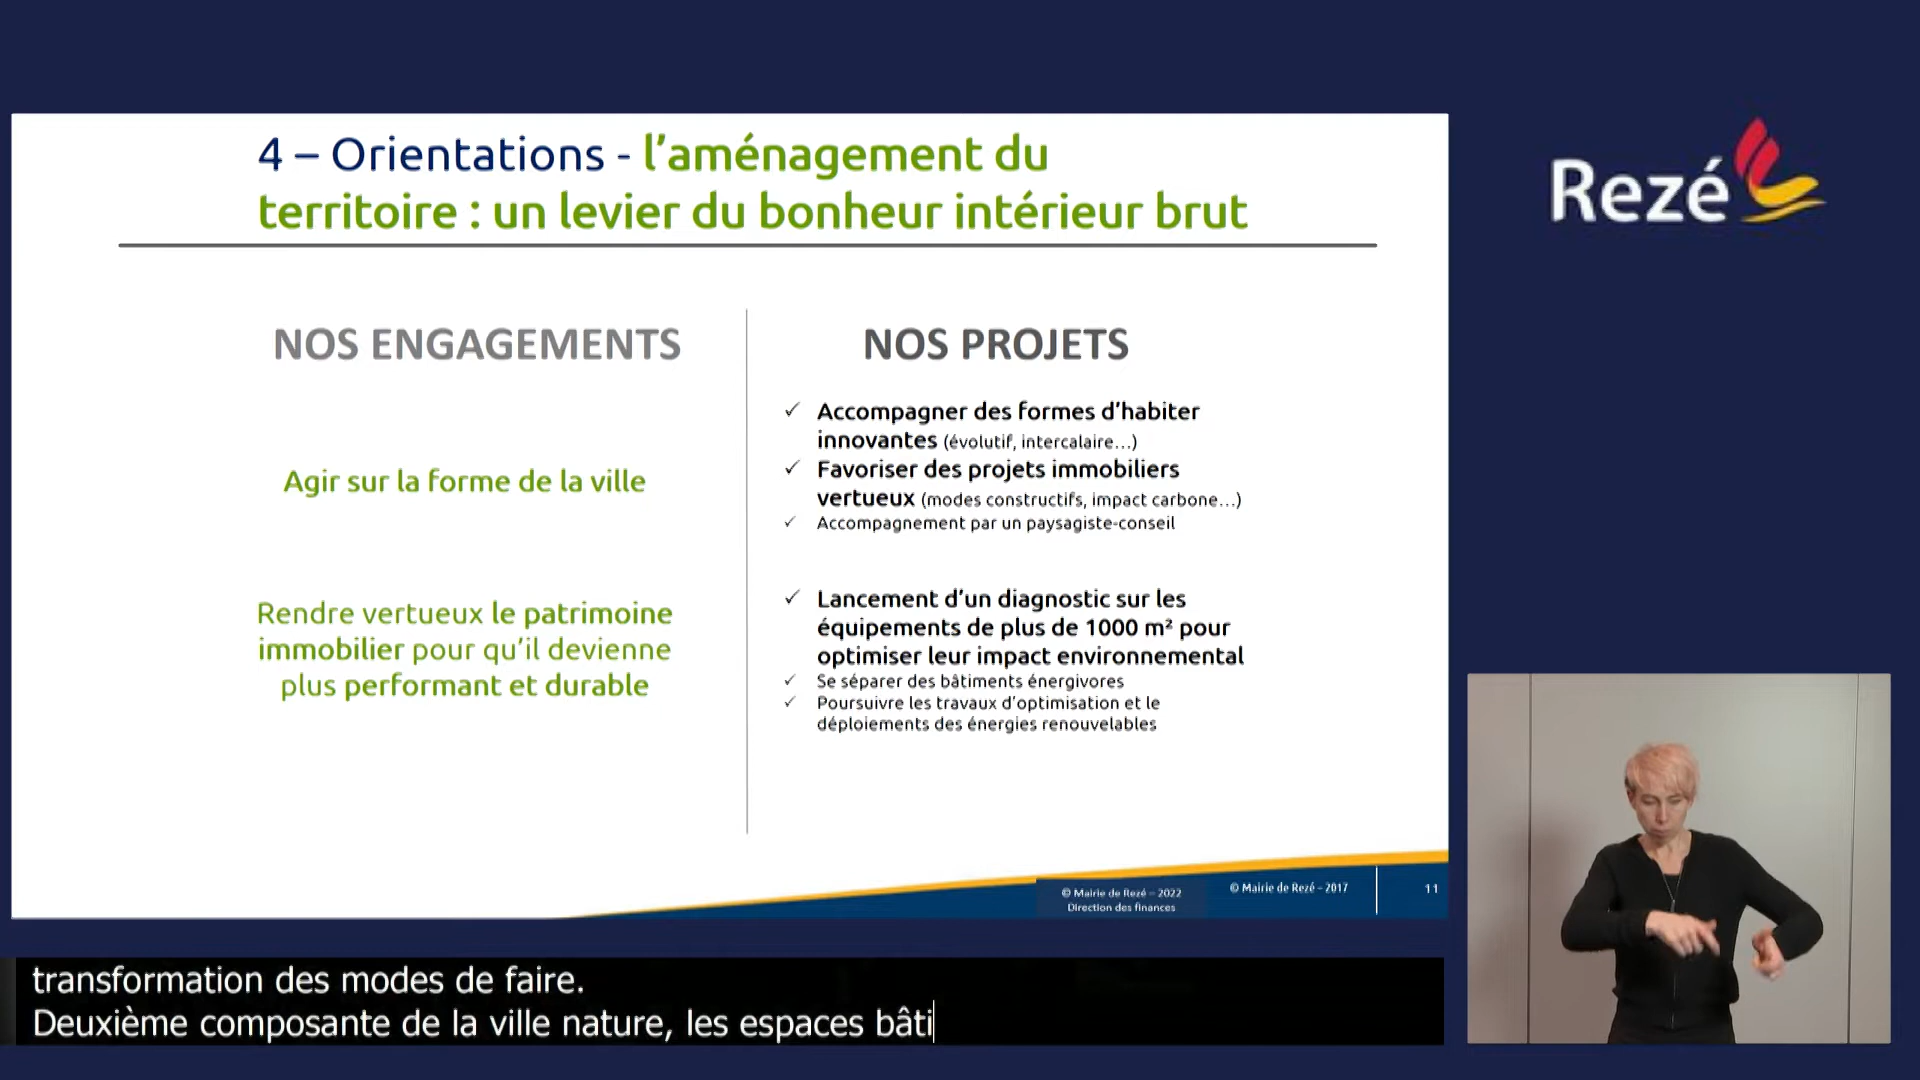 4 – Orientations - l’aménagement du
territoire : un levier du bonheur intérieur brut
Rezé
NOS ENGAGEMENTS
Agir sur la forme de la ville
Rendre vertueux le patrimoine
immobilier pour qu’il devienne
plus performant et durable
NOS PROJETS
✓ Accompagner des formes d’habiter
innovantes (évolutif, intercalaire…)
✓ Favoriser des projets immobiliers
vertueux (modes constructifs, impact carbone…)
✓ Accompagnement par un paysagiste-conseil
✓ Lancement d’un diagnostic sur les
équipements de plus de 1000 m² pour
optimiser leur impact environnemental
✓ Se séparer des bâtiments énergivores
✓ Poursuivre les travaux d’optimisation et le
déploiements des énergies renouvelables
© Mairie de Rezé – 2022
Direction des finances
© Mairie de Rezé – 2017
11
transformation des modes de faire.
Deuxième composante de la ville nature, les espaces bâti